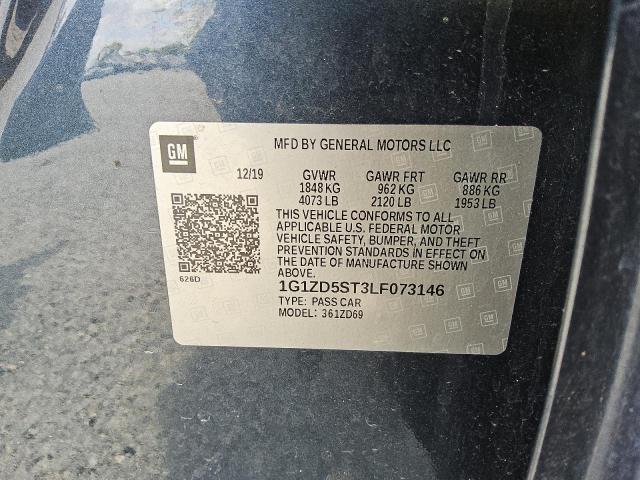 GM
MFD BY GENERAL MOTORS LLC
12/19 GVWR GAWR FRT GAWR RR
1848 KG 962 KG 886 KG
4073 LB 2120 LB 1953 LB
THIS VEHICLE CONFORMS TO ALL
APPLICABLE U.S. FEDERAL MOTOR
VEHICLE SAFETY, BUMPER, AND THEFT
PREVENTION STANDARDS IN EFFECT ON
THE DATE OF MANUFACTURE SHOWN
ABOVE.
626D
1G1ZD5ST3LF073146
TYPE: PASS CAR
MODEL: 361ZD69